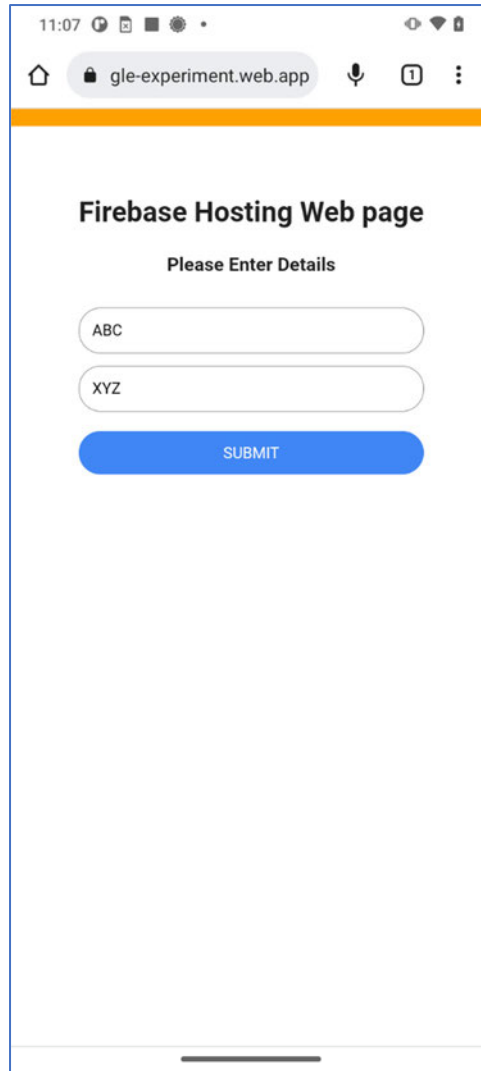 11:07
gle-experiment.web.app
1
Firebase Hosting Web page
Please Enter Details
ABC
XYZ
SUBMIT